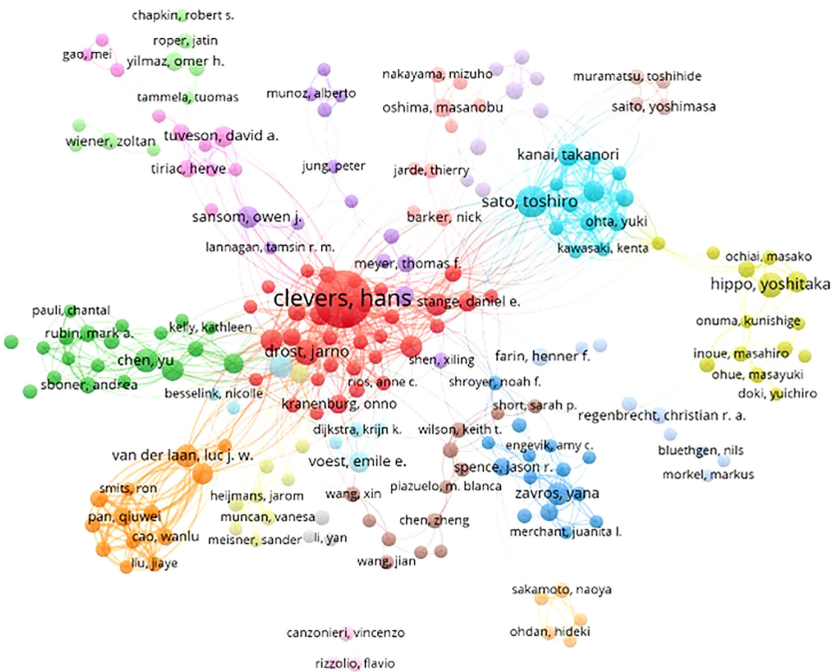 chapkin, robert s.
roper, jatin
gao, mei
yilmaz, omer h.
nakayama, mizuho
muramatsu, toshihide
tammela, tuomas
munoz, alberto
oshima, masanobu
saito, yoshimasa
wiener, zoltan
tuveson, david a.
kanai, takanori
tiriac, herve
jung, peter
jarde, thierry
sato, toshiro
sansom, owen j.
barker, nick
ohta, yuki
lannagan, tamsin r. m.
kawasaki, kenta
meyer, thomas f.
ochiai, masako
hippo, yoshitaka
clevers, hans
stange, daniel e.
pauli, chantal
onuma, kunishige
rubin, mark a.
kelly, kathleen
chen, yu
drost, jarno
shen, xiling
farin, henner f.
inoue, masahiro
ohue, masayuki
sboner, andrea
besselink, nicolle
rios, anne c.
shroyer, noah f.
doki, yuichiro
kranenburg, onno
short, sarah p.
regenbrecht, christian r. a.
dijkstra, krijn k.
wilson, keith t.
engevik, amy c.
bluethgen, nils
van der laan, luc j. w.
voest, emile e.
spence, jason r.
morkel, markus
smits, ron
heijmans, jarom
wang, xin
piazuelo, m. blanca
zavros, yana
pan, qiuwei
muncan, vanesa
chen, zheng
cao, wanlu
meisner, sander
li, yan
merchant, juanita l.
liu, jiaye
wang, jian
sakamoto, naoya
canzonieri, vincenzo
ohdan, hideki
rizzolio, flavio